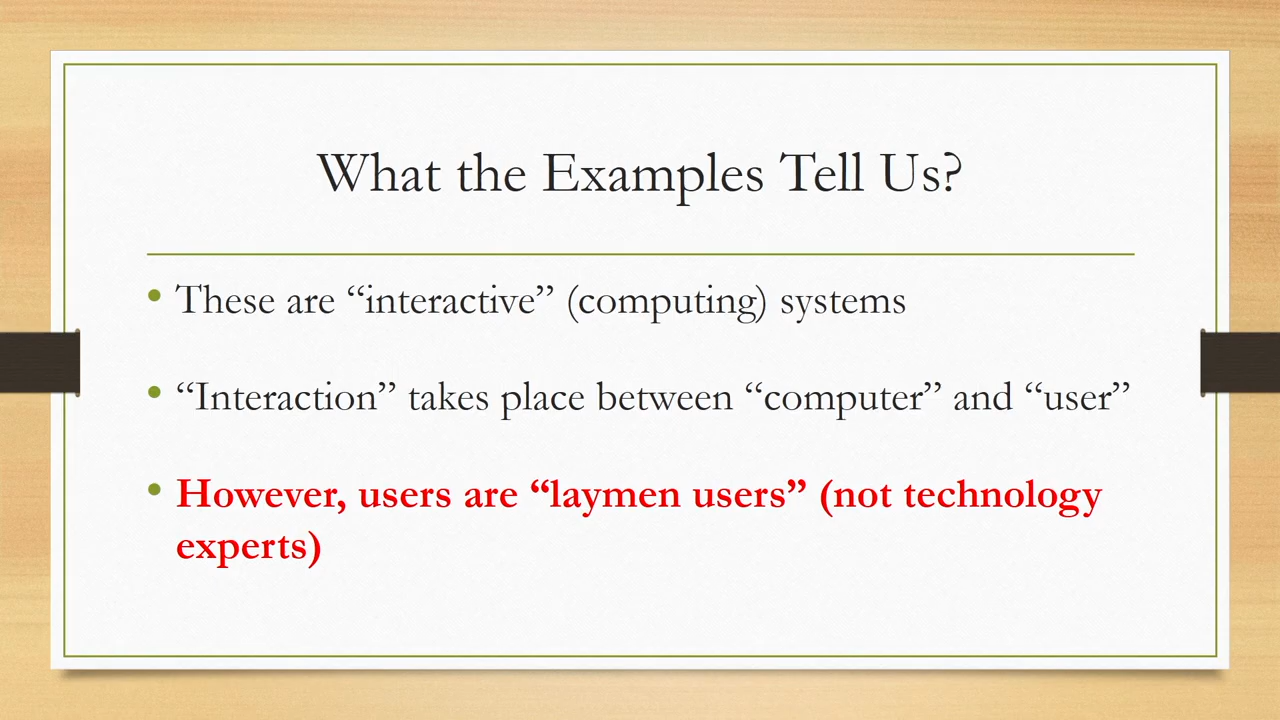 What the Examples Tell Us?
• These are “interactive” (computing) systems
• “Interaction” takes place between “computer” and “user”
• However, users are “laymen users” (not technology
experts)